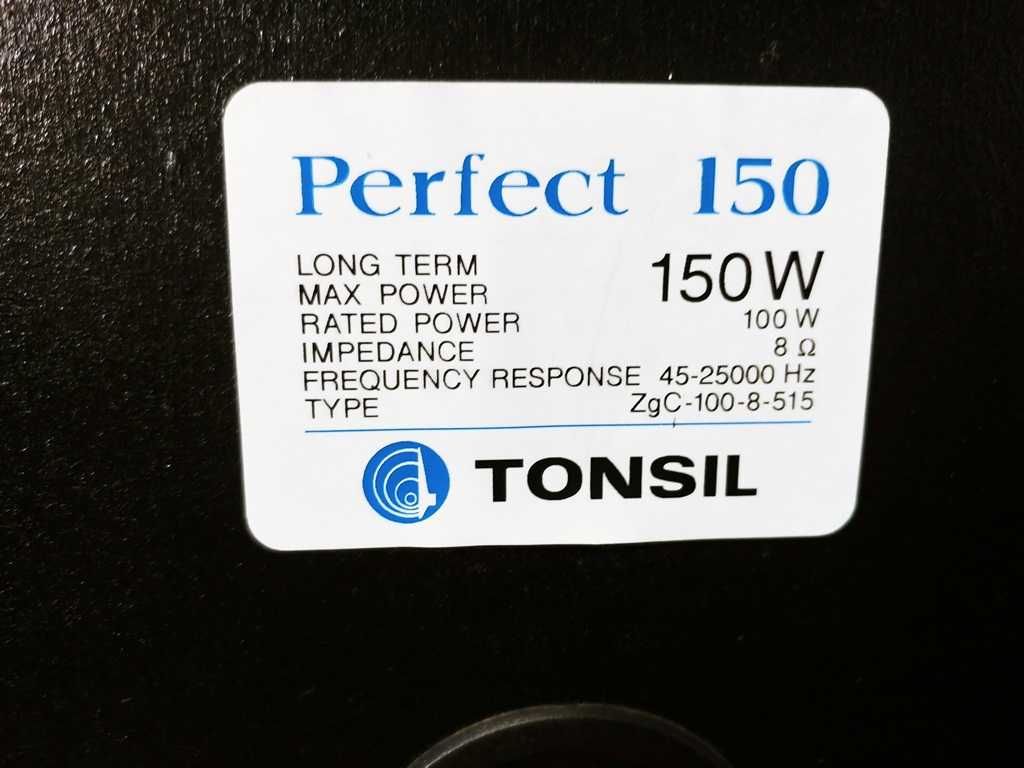 Perfect 150
LONG TERM
MAX POWER 150 W
RATED POWER 100 W
IMPEDANCE 8 Ω
FREQUENCY RESPONSE 45-25000 Hz
TYPE ZgC-100-8-515
TONSIL